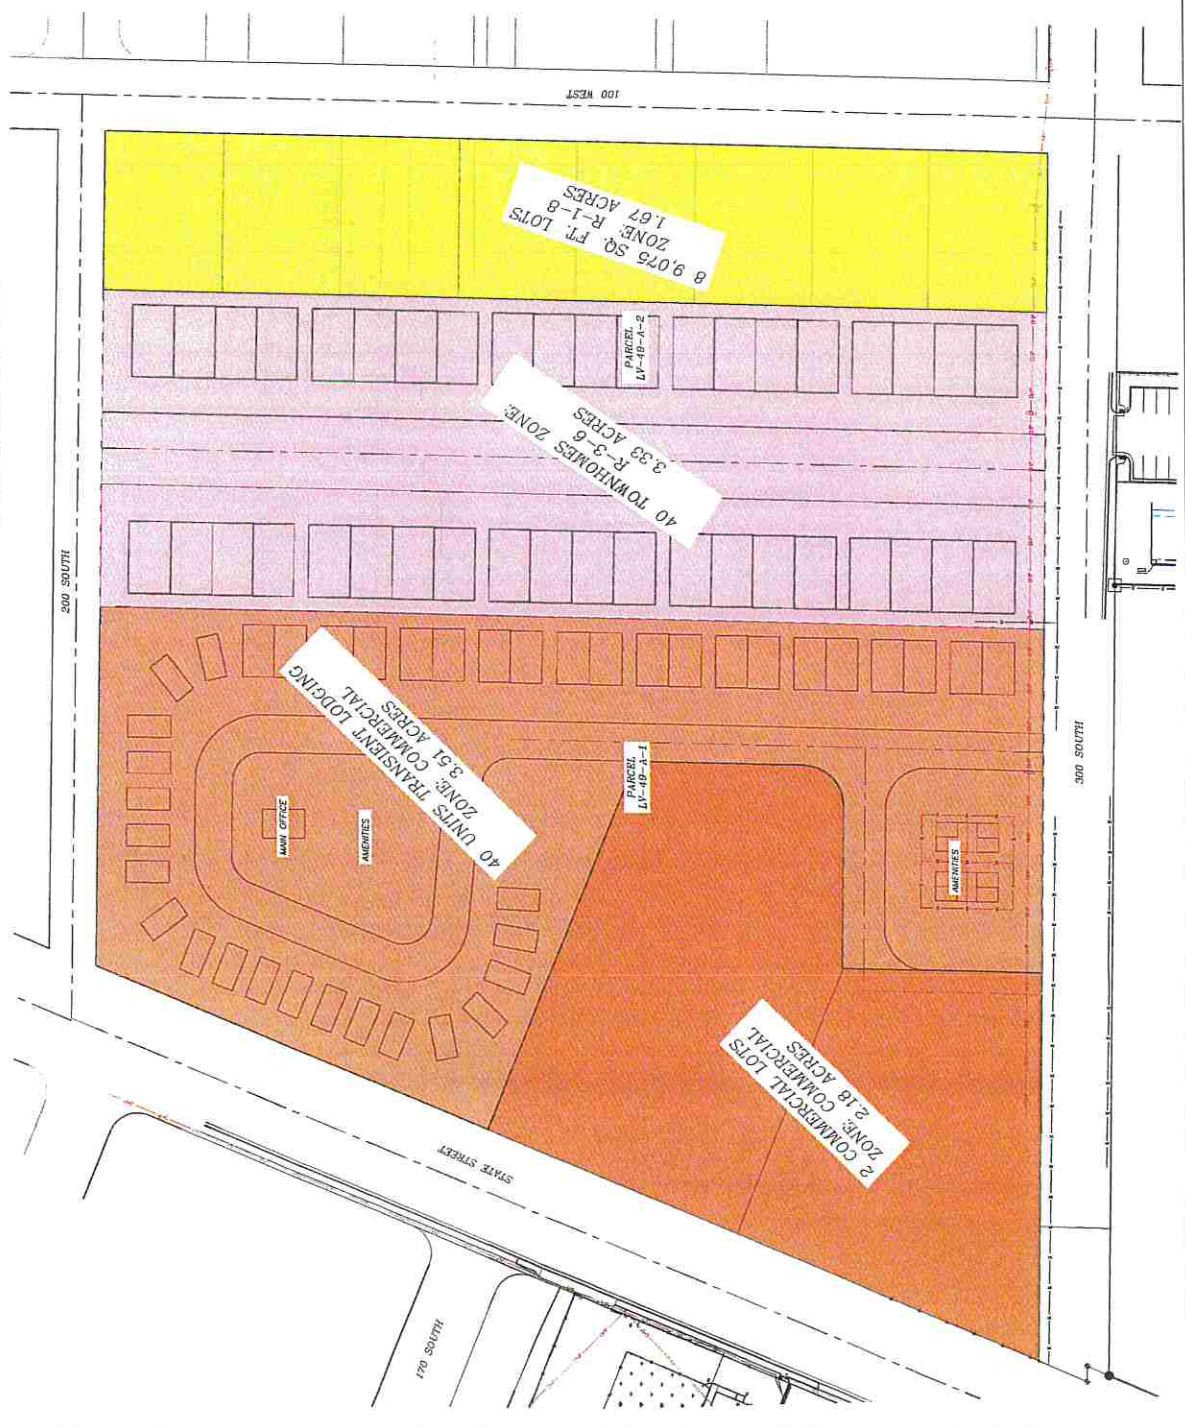 100 WEST
8 9,075 SQ. FT. LOTS
ZONE: R-1-8
1.67 ACRES
PARCEL
LV-49-A-2
40 TOWNHOMES ZONE:
R-3-6
3.33 ACRES
200 SOUTH
40 UNITS TRANSIENT LODGING
ZONE: COMMERCIAL
3.51 ACRES
PARCEL
LV-49-A-1
300 SOUTH
MAIN OFFICE
AMENITIES
AMENITIES
2 COMMERCIAL LOTS
ZONE: COMMERCIAL
2.18 ACRES
STATE STREET
170 SOUTH